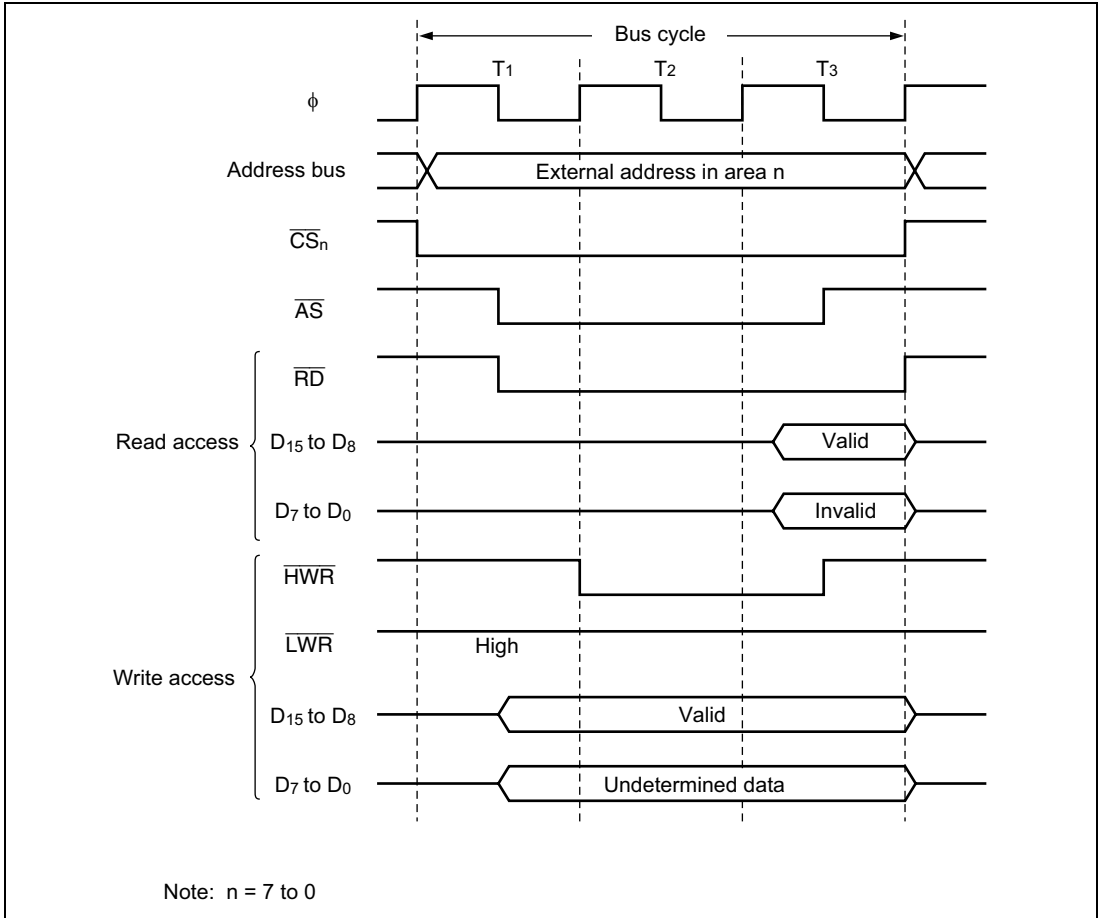 Bus cycle
T1 T2 T3
ϕ
Address bus
External address in area n
CSn
AS
Read access
RD
D15 to D8
Valid
D7 to D0
Invalid
Write access
HWR
LWR
High
D15 to D8
Valid
D7 to D0
Undetermined data
Note: n = 7 to 0